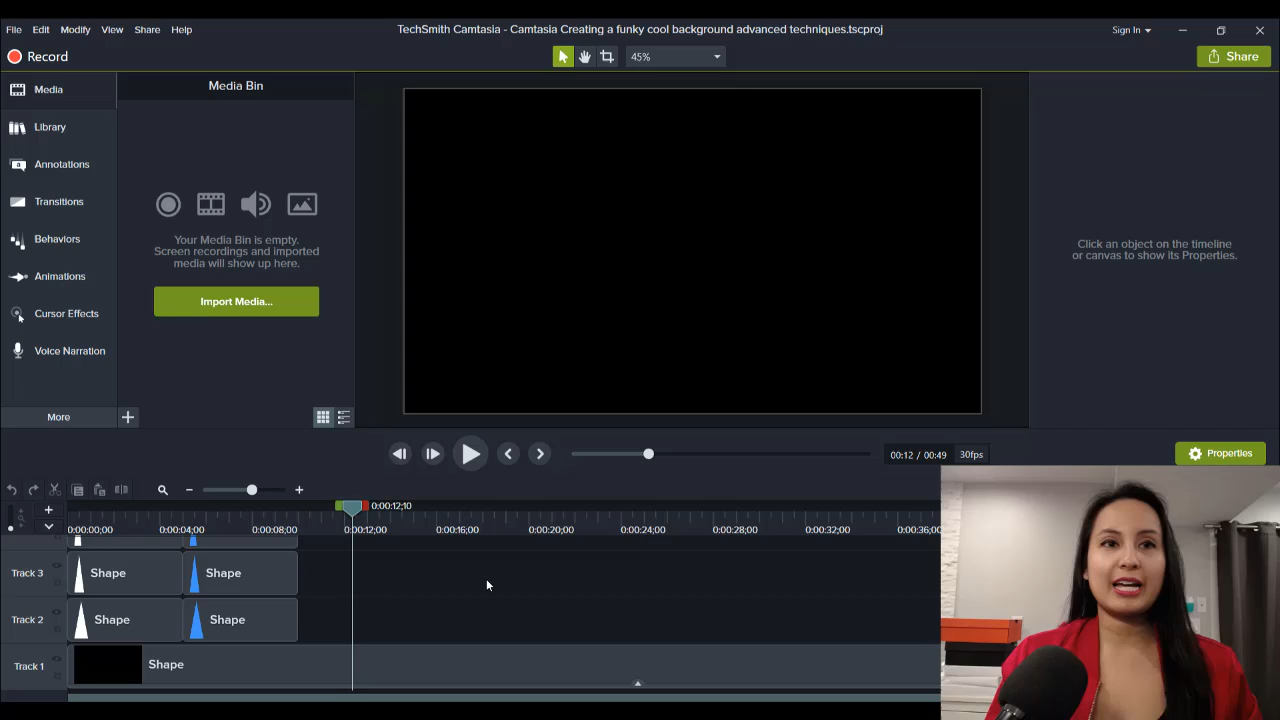 TechSmith Camtasia - Camtasia Creating a funky cool background advanced techniques.tscproj
File Edit Modify View Share Help
Sign In
Record
45%
Share
Media
Library
Annotations
Transitions
Behaviors
Animations
Cursor Effects
Voice Narration
More
Media Bin
Your Media Bin is empty.
Screen recordings and imported
media will show up here.
Import Media...
Click an object on the timeline
or canvas to show its Properties.
00:12 / 00:49
30fps
Properties
0:00:12;10
0:00:00;00 0:00:04;00 0:00:08;00 0:00:12;00 0:00:16;00 0:00:20;00 0:00:24;00 0:00:28;00 0:00:32;00 0:00:36;00
Track 3 Shape Shape
Track 2 Shape Shape
Track 1 Shape